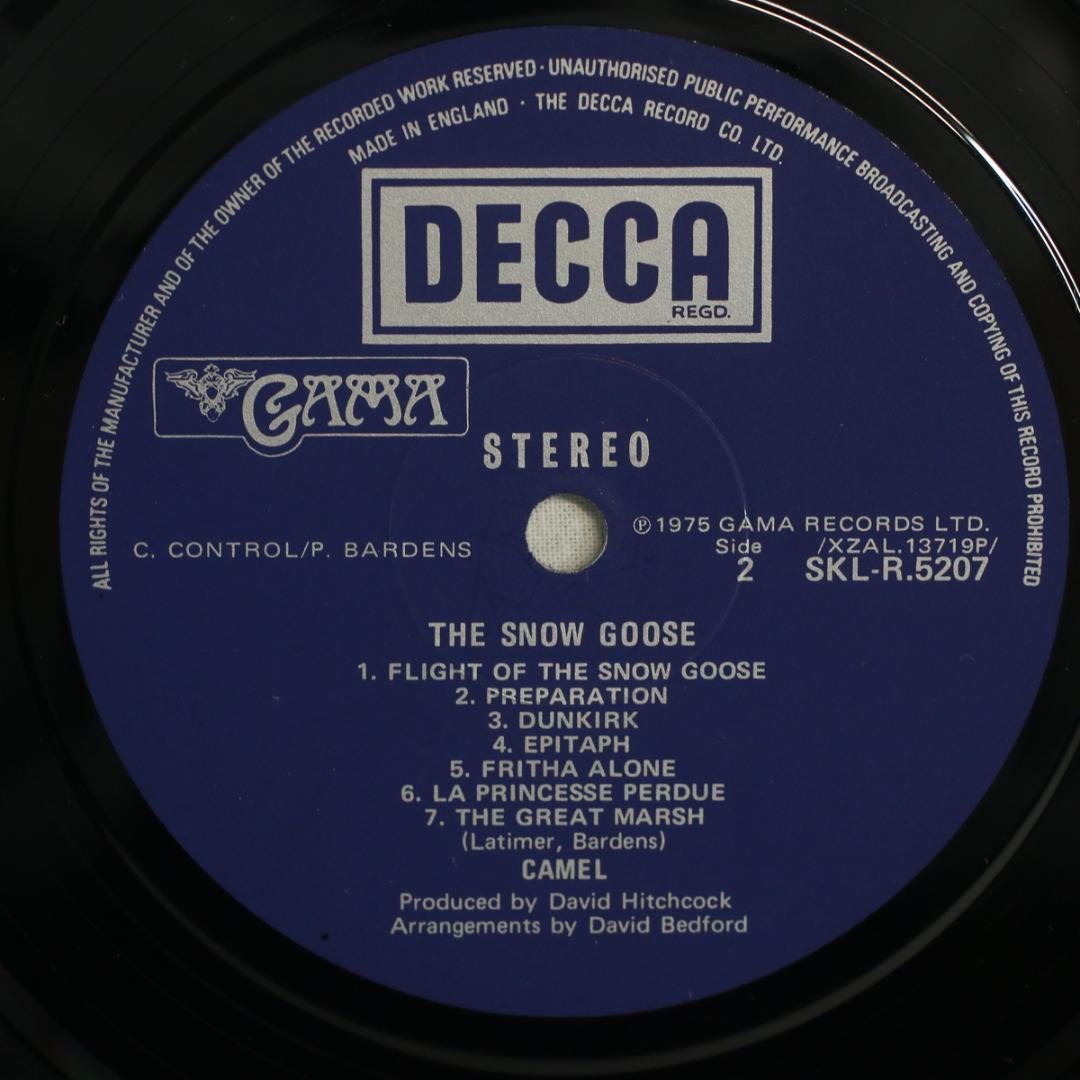 ALL RIGHTS OF THE MANUFACTURER AND OF THE OWNER OF THE RECORDED WORK RESERVED · UNAUTHORISED PUBLIC PERFORMANCE BROADCASTING AND COPYING OF THIS RECORD PROHIBITED
MADE IN ENGLAND · THE DECCA RECORD CO. LTD.
DECCA
REGD.
GAMA
STEREO
C. CONTROL/P. BARDENS
℗ 1975 GAMA RECORDS LTD.
Side /XZAL.13719P/
2 SKL-R.5207
THE SNOW GOOSE
1. FLIGHT OF THE SNOW GOOSE
2. PREPARATION
3. DUNKIRK
4. EPITAPH
5. FRITHA ALONE
6. LA PRINCESSE PERDUE
7. THE GREAT MARSH
(Latimer, Bardens)
CAMEL
Produced by David Hitchcock
Arrangements by David Bedford